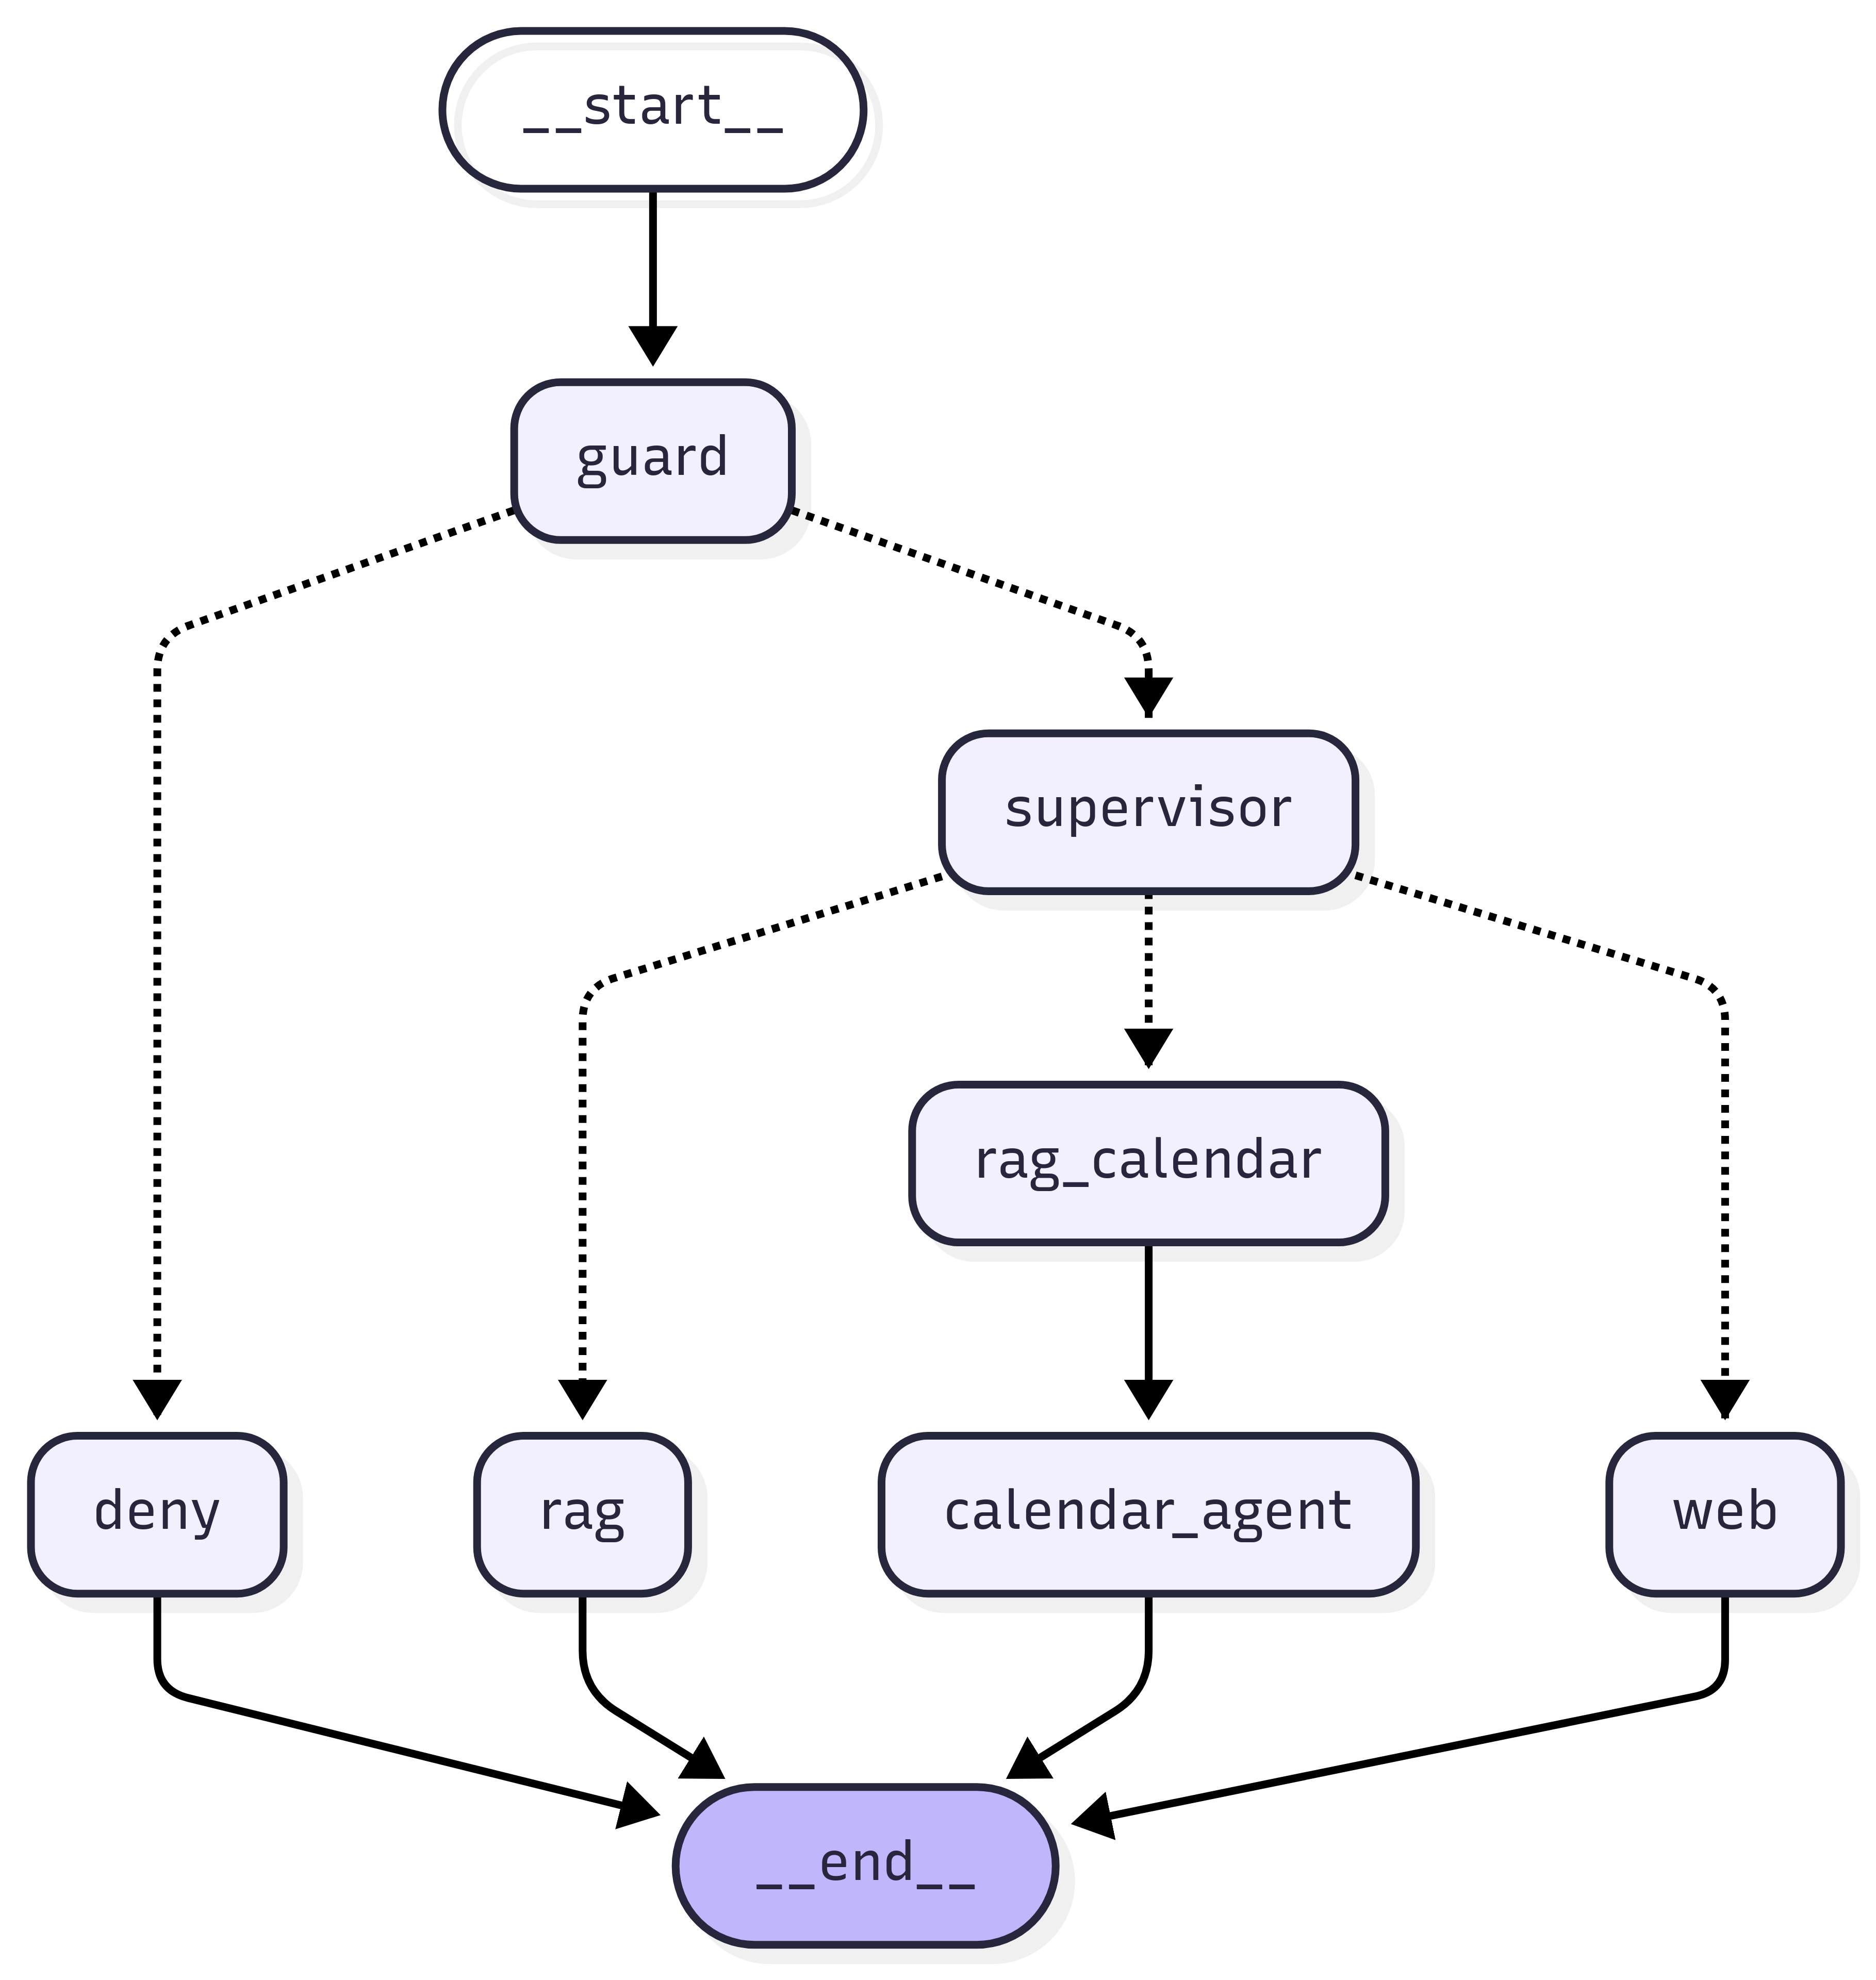 __start__
guard
supervisor
rag_calendar
deny
rag
calendar_agent
web
__end__